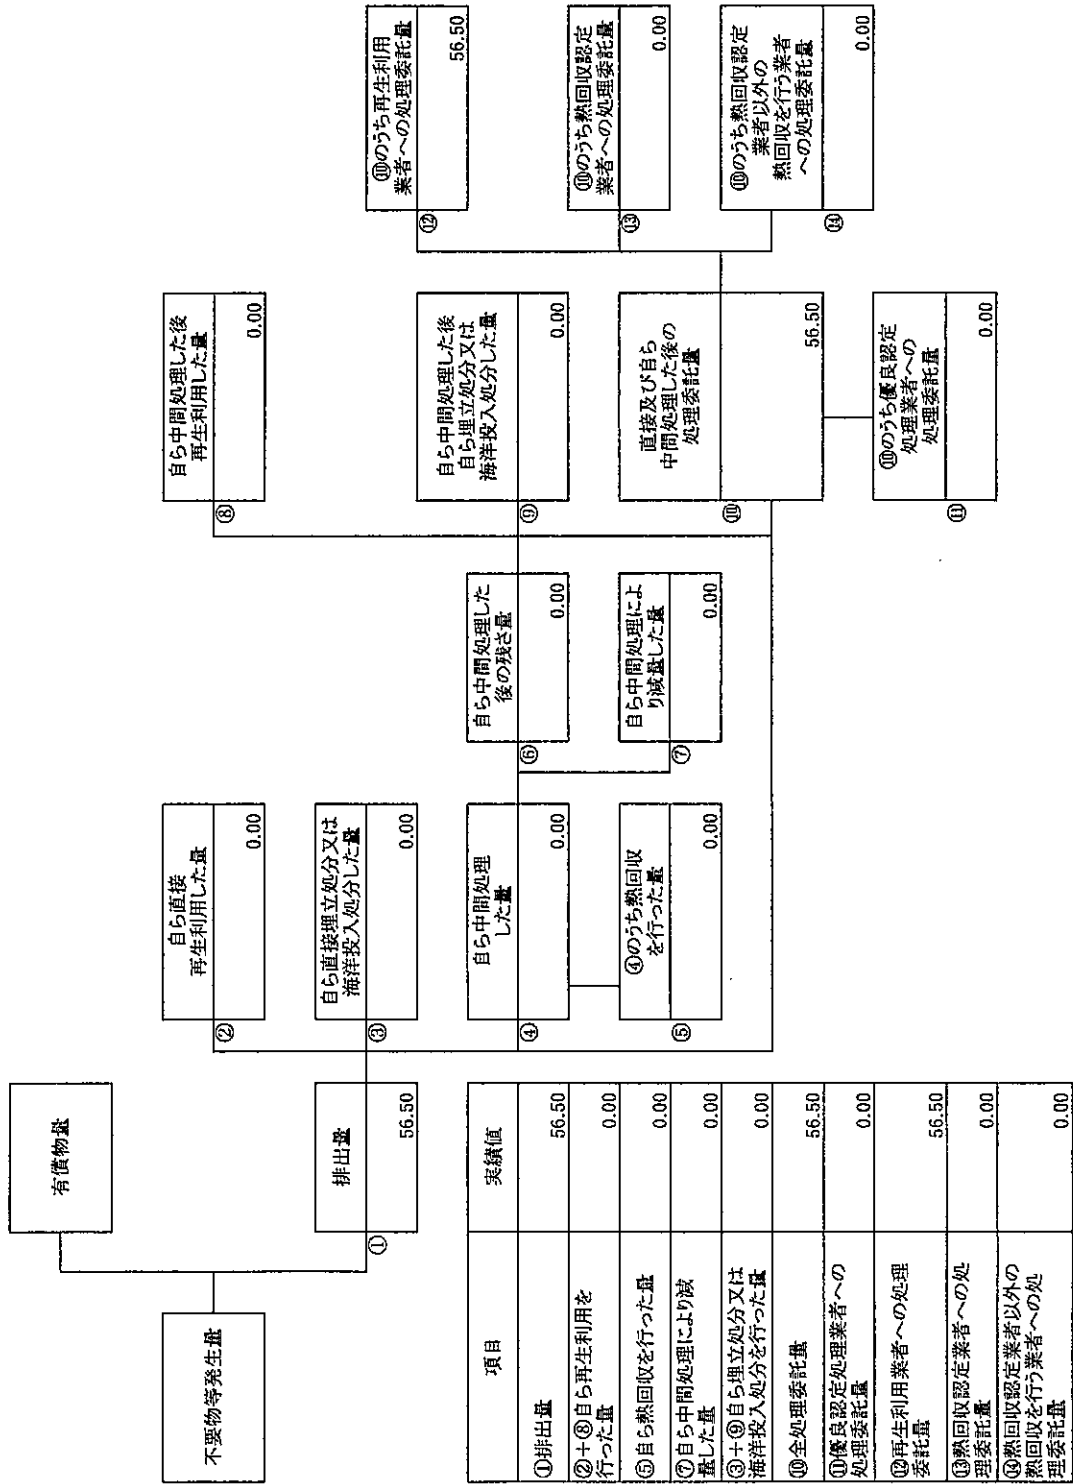 不要物等発生量
有償物量
①
排出量
56.50
②
自ら直接
再生利用した量
0.00
③
自ら直接埋立処分又は
海洋投入処分した量
0.00
④
自ら中間処理
した量
0.00
⑤
④のうち熱回収
を行った量
0.00
⑥
自ら中間処理した
後の残さ量
0.00
⑦
自ら中間処理によ
り減量した量
0.00
⑧
自ら中間処理した後
再生利用した量
0.00
⑨
自ら中間処理した後
自ら埋立処分又は
海洋投入処分した量
0.00
⑩
直接及び自ら
中間処理した後の
処理委託量
56.50
⑪
⑩のうち優良認定
処理業者への
処理委託量
0.00
⑫
⑩のうち再生利用
業者への処理委託量
56.50
⑬
⑩のうち熱回収認定
業者への処理委託量
0.00
⑭
⑩のうち熱回収認定
業者以外の
熱回収を行う業者
への処理委託量
0.00
項目 実績値
①排出量 56.50
②+⑧自ら再生利用を
行った量 0.00
⑤自ら熱回収を行った量 0.00
⑦自ら中間処理により減
量した量 0.00
③+⑨自ら埋立処分又は
海洋投入処分を行った量 0.00
⑩全処理委託量 56.50
⑪優良認定処理業者への
処理委託量 0.00
⑫再生利用業者への処理
委託量 56.50
⑬熱回収認定業者への処
理委託量 0.00
⑭熱回収認定業者以外の
熱回収を行う業者への処
理委託量 0.00